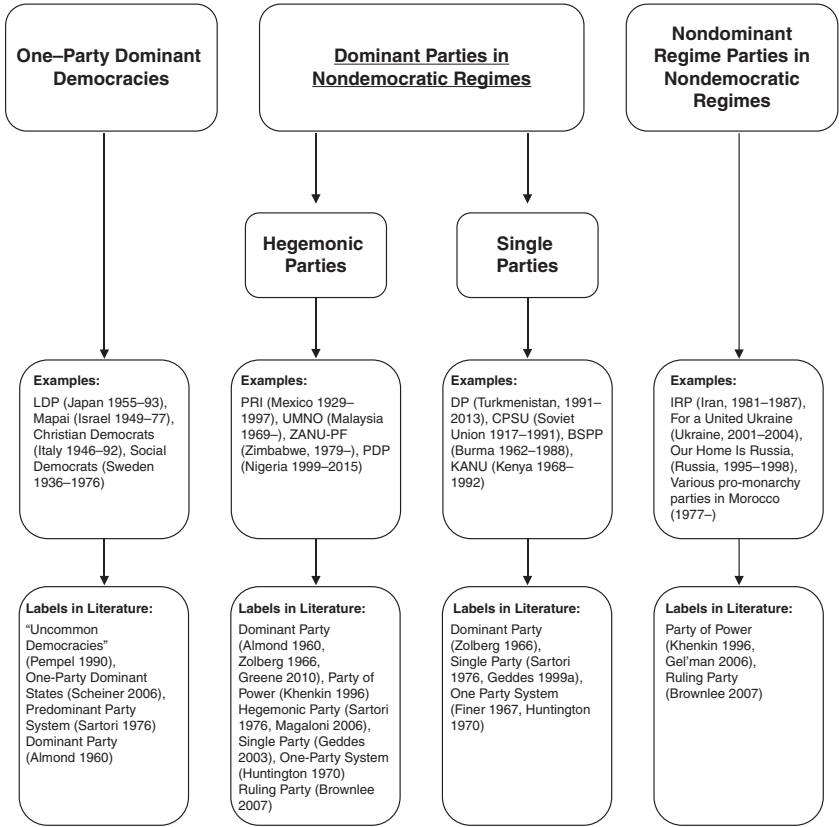 One–Party Dominant
Democracies
Dominant Parties in
Nondemocratic Regimes
Nondominant
Regime Parties in
Nondemocratic
Regimes
Hegemonic
Parties
Single
Parties
Examples:
LDP (Japan 1955–93),
Mapai (Israel 1949–77),
Christian Democrats
(Italy 1946–92), Social
Democrats (Sweden
1936–1976)
Examples:
PRI (Mexico 1929–
1997), UMNO (Malaysia
1969–), ZANU-PF
(Zimbabwe, 1979–), PDP
(Nigeria 1999–2015)
Examples:
DP (Turkmenistan, 1991–
2013), CPSU (Soviet
Union 1917–1991), BSPP
(Burma 1962–1988),
KANU (Kenya 1968–
1992)
Examples:
IRP (Iran, 1981–1987),
For a United Ukraine
(Ukraine, 2001–2004),
Our Home Is Russia,
(Russia, 1995–1998),
Various pro-monarchy
parties in Morocco
(1977–)
Labels in Literature:
“Uncommon
Democracies”
(Pempel 1990),
One-Party Dominant
States (Scheiner 2006),
Predominant Party
System (Sartori 1976)
Dominant Party
(Almond 1960)
Labels in Literature:
Dominant Party
(Almond 1960,
Zolberg 1966,
Greene 2010), Party of
Power (Khenkin 1996)
Hegemonic Party (Sartori
1976, Magaloni 2006),
Single Party (Geddes
2003), One-Party System
(Huntington 1970)
Ruling Party (Brownlee
2007)
Labels in Literature:
Dominant Party
(Zolberg 1966),
Single Party (Sartori
1976, Geddes 1999a),
One Party System
(Finer 1967, Huntington
1970)
Labels in Literature:
Party of Power
(Khenkin 1996,
Gel’man 2006),
Ruling Party
(Brownlee 2007)